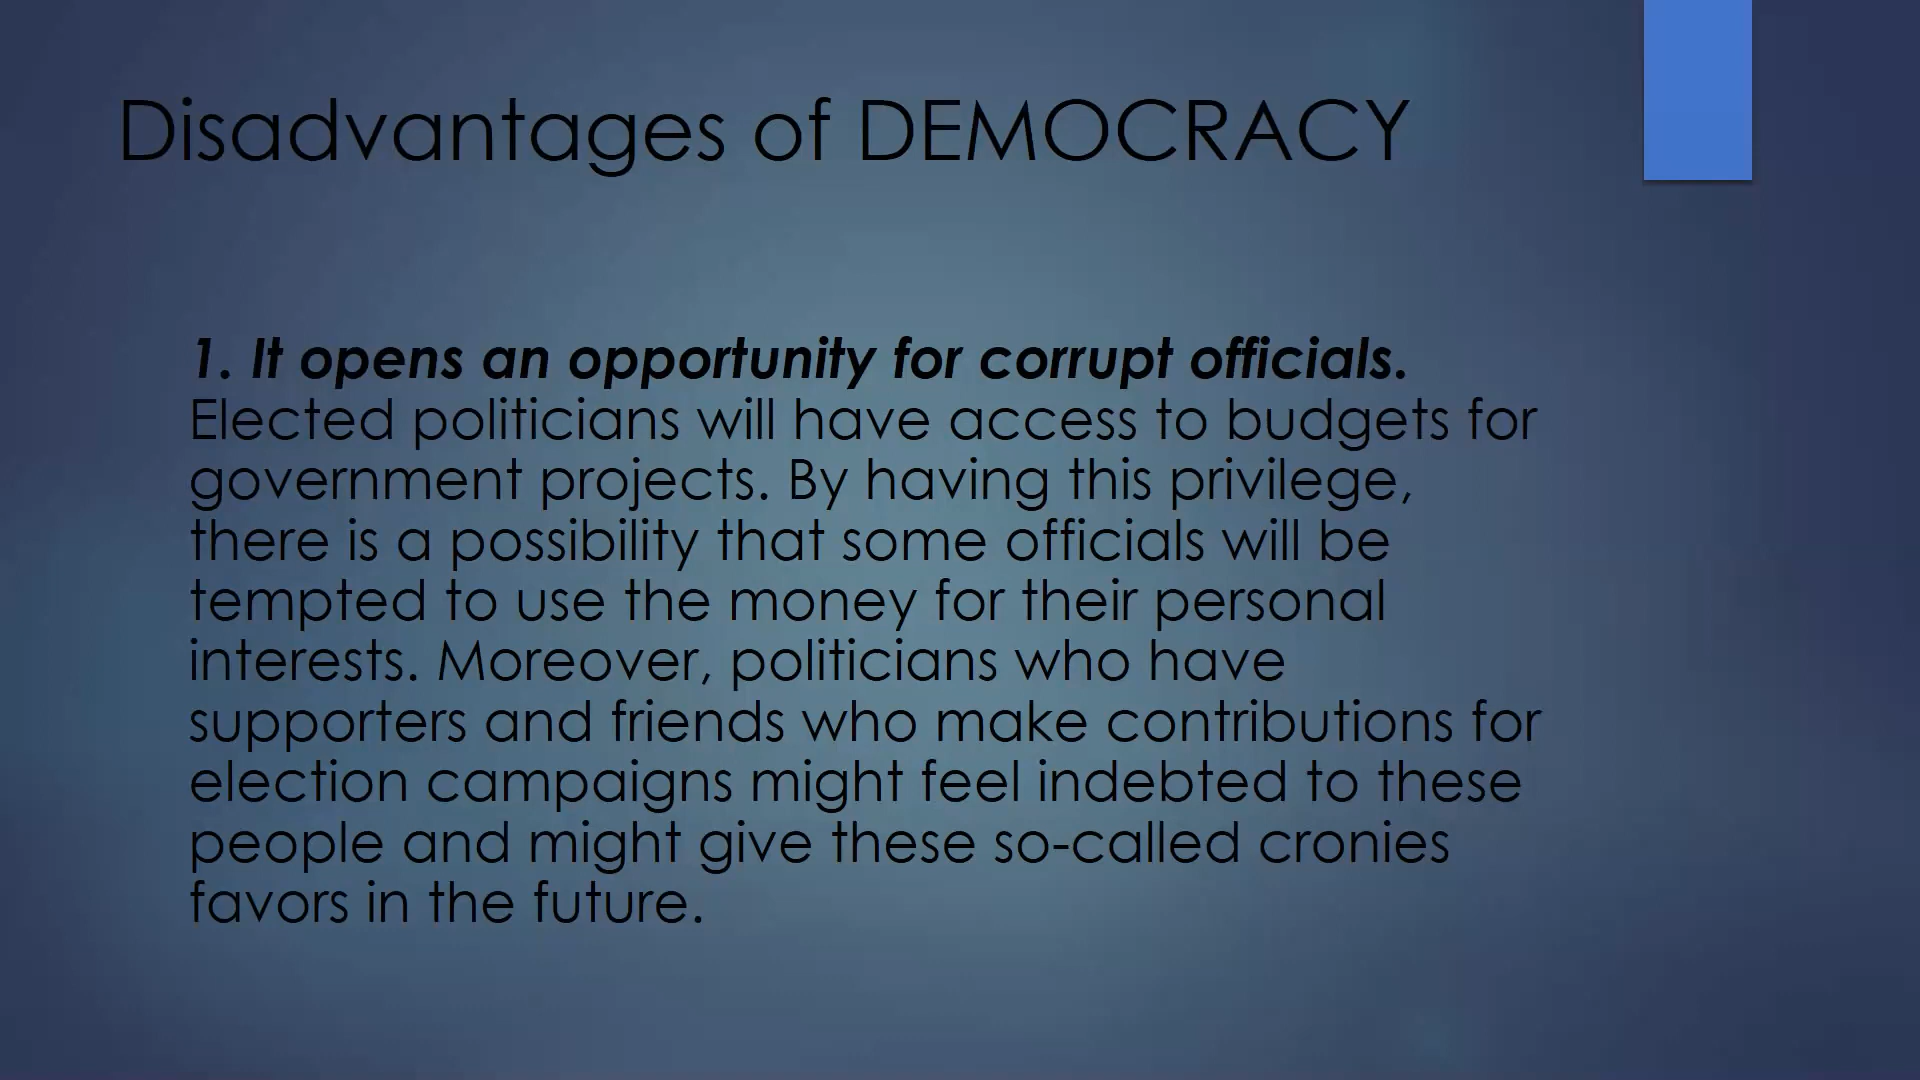 Disadvantages of DEMOCRACY
1. It opens an opportunity for corrupt officials.
Elected politicians will have access to budgets for
government projects. By having this privilege,
there is a possibility that some officials will be
tempted to use the money for their personal
interests. Moreover, politicians who have
supporters and friends who make contributions for
election campaigns might feel indebted to these
people and might give these so-called cronies
favors in the future.